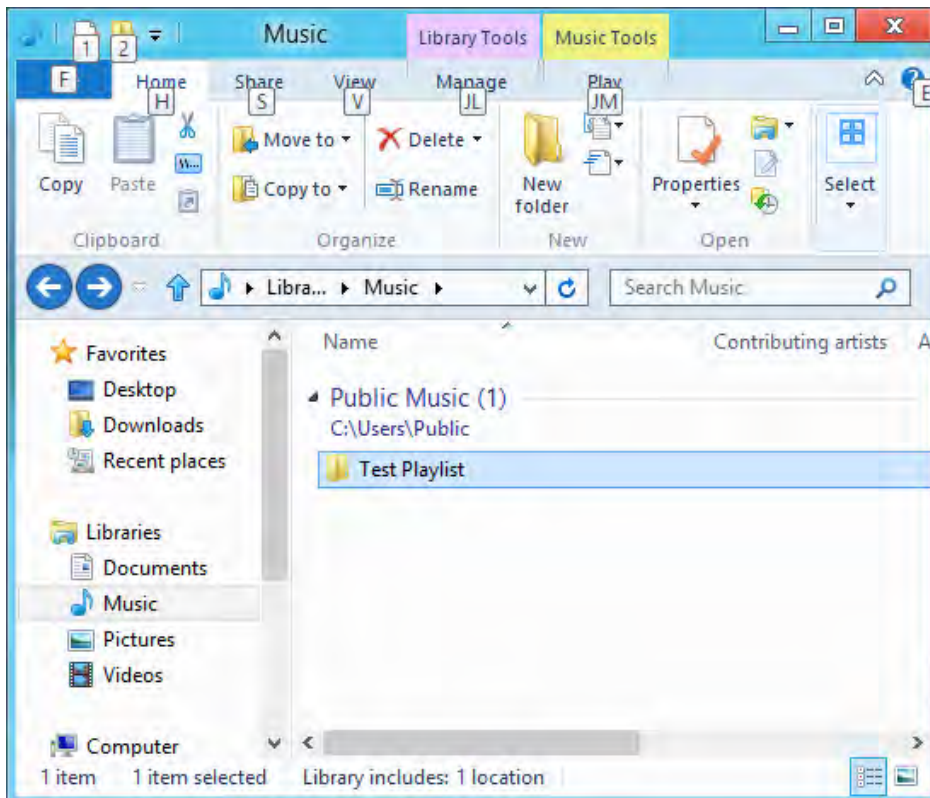 Music
Library Tools
Music Tools
1
2
F
Home
Share
View
Manage
Play
H
S
V
JL
JM
E
Copy
Paste
W...
Move to
Copy to
Delete
Rename
New folder
Properties
Select
Clipboard
Organize
New
Open
Libra...
Music
Search Music
Favorites
Desktop
Downloads
Recent places
Libraries
Documents
Music
Pictures
Videos
Computer
Name
Contributing artists
A
Public Music (1)
C:\Users\Public
Test Playlist
1 item
1 item selected
Library includes: 1 location